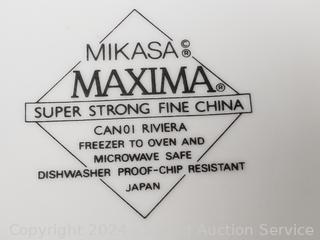 MIKASA©®
MAXIMA®
SUPER STRONG FINE CHINA
CAN01 RIVIERA
FREEZER TO OVEN AND
MICROWAVE SAFE
DISHWASHER PROOF-CHIP RESISTANT
JAPAN
Copyright 2024 Auction Service